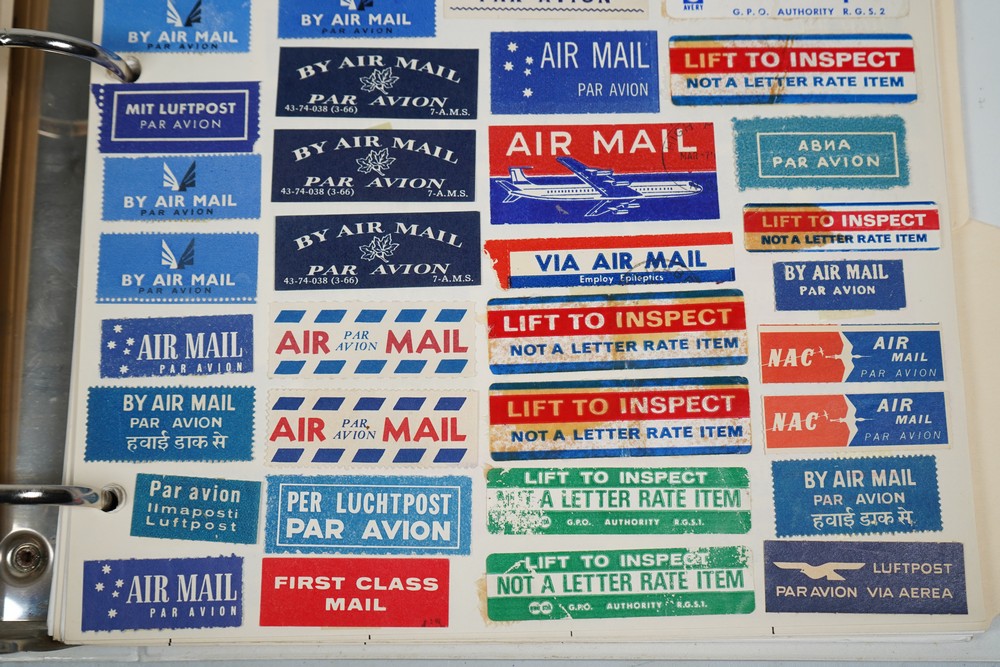 BY AIR MAIL
PAR AVION
BY AIR MAIL
PAR AVION
PAR AVION
AVERY
G.P.O. AUTHORITY R.G.S.2
MIT LUFTPOST
PAR AVION
BY AIR MAIL
PAR AVION
BY AIR MAIL
PAR AVION
AIR MAIL
PAR AVION
BY AIR MAIL
PAR AVION
हवाई डाक से
Par avion
Ilmaposti
Luftpost
AIR MAIL
PAR AVION
BY AIR MAIL
PAR AVION
43-74-038 (3-66) 7-A.M.S.
BY AIR MAIL
PAR AVION
43-74-038 (3-66) 7-A.M.S.
BY AIR MAIL
PAR AVION
43-74-038 (3-66) 7-A.M.S.
AIR PAR AVION MAIL
AIR PAR AVION MAIL
PER LUCHTPOST
PAR AVION
FIRST CLASS
MAIL
AIR MAIL
PAR AVION
AIR MAIL
VIA AIR MAIL
Employ Epileptics
LIFT TO INSPECT
NOT A LETTER RATE ITEM
LIFT TO INSPECT
NOT A LETTER RATE ITEM
LIFT TO INSPECT
NOT A LETTER RATE ITEM
G.P.O. AUTHORITY R.G.S.1.
LIFT TO INSPECT
NOT A LETTER RATE ITEM
G.P.O. AUTHORITY R.G.S.1.
LIFT TO INSPECT
NOT A LETTER RATE ITEM
АВИА
PAR AVION
LIFT TO INSPECT
NOT A LETTER RATE ITEM
BY AIR MAIL
PAR AVION
NAC AIR
MAIL
PAR AVION
NAC AIR
MAIL
PAR AVION
BY AIR MAIL
PAR AVION
हवाई डाक से
LUFTPOST
PAR AVION VIA AEREA